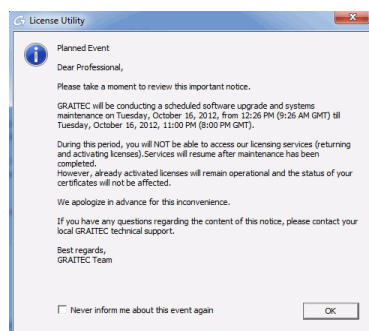 License Utility
Planned Event
Dear Professional,
Please take a moment to review this important notice.
GRAITEC will be conducting a scheduled software upgrade and systems
maintenance on Tuesday, October 16, 2012, from 12:26 PM (9:26 AM GMT) till
Tuesday, October 16, 2012, 11:00 PM (8:00 PM GMT).
During this period, you will NOT be able to access our licensing services (returning
and activating licenses).Services will resume after maintenance has been
completed.
However, already activated licenses will remain operational and the status of your
certificates will not be affected.
We apologize in advance for this inconvenience.
If you have any questions regarding the content of this notice, please contact your
local GRAITEC technical support.
Best regards,
GRAITEC Team
Never inform me about this event again
OK